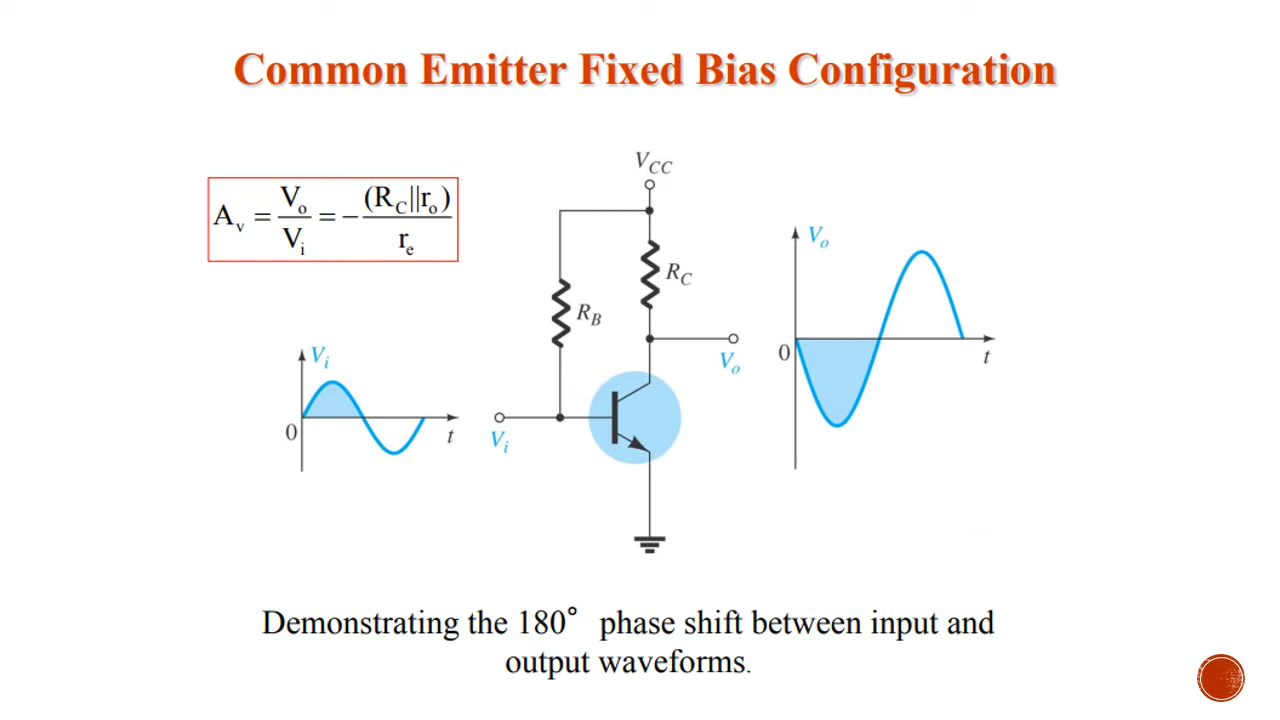 Common Emitter Fixed Bias Configuration
V_CC
A_v = V_o / V_i = − (R_C||r_o) / r_e
V_o
R_C
R_B
V_i
0
t
V_o
0
t
V_i
Demonstrating the 180° phase shift between input and
output waveforms.